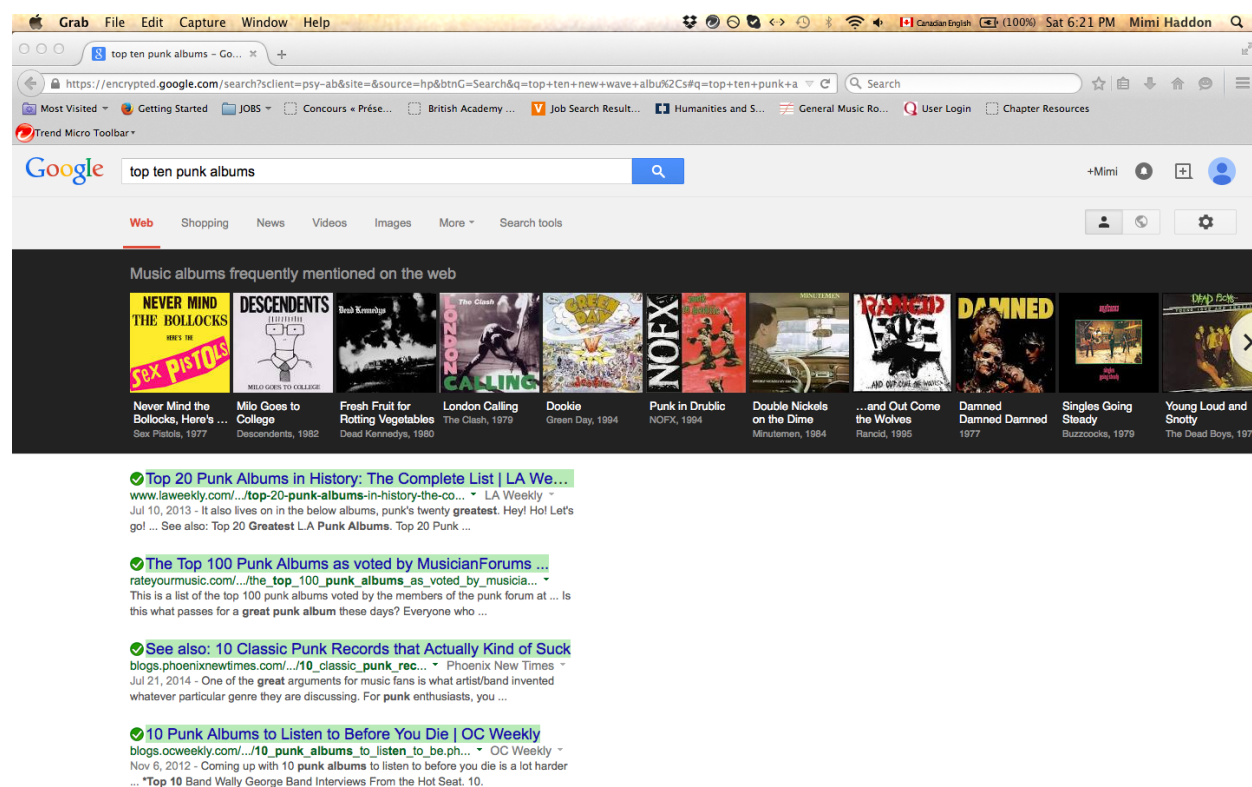 Grab File Edit Capture Window Help Canadian English (100%) Sat 6:21 PM Mimi Haddon
top ten punk albums – Go...
https://encrypted.google.com/search?sclient=psy-ab&site=&source=hp&btnG=Search&q=top+ten+new+wave+albu%2Cs#q=top+ten+punk+a Search
Most Visited Getting Started JOBS Concours « Prése... British Academy ... Job Search Result... Humanities and S... General Music Ro... User Login Chapter Resources
Trend Micro Toolbar
Google top ten punk albums +Mimi
Web Shopping News Videos Images More Search tools
Music albums frequently mentioned on the web
NEVER MIND THE BOLLOCKS HERE'S THE SEX PISTOLS
DESCENDENTS MILO GOES TO COLLEGE
Dead Kennedys
The Clash LONDON CALLING
GREEN DAY
NOFX
MINUTEMEN
RANCID AND OUT COME THE WOLVES
DAMNED
singles going steady
DEAD BOYS
Never Mind the Bollocks, Here's ...
Sex Pistols, 1977
Milo Goes to College
Descendents, 1982
Fresh Fruit for Rotting Vegetables
Dead Kennedys, 1980
London Calling
The Clash, 1979
Dookie
Green Day, 1994
Punk in Drublic
NOFX, 1994
Double Nickels on the Dime
Minutemen, 1984
...and Out Come the Wolves
Rancid, 1995
Damned Damned Damned
1977
Singles Going Steady
Buzzcocks, 1979
Young Loud and Snotty
The Dead Boys, 197
Top 20 Punk Albums in History: The Complete List | LA We...
www.laweekly.com/.../top-20-punk-albums-in-history-the-co... LA Weekly
Jul 10, 2013 - It also lives on in the below albums, punk's twenty greatest. Hey! Ho! Let's
go! ... See also: Top 20 Greatest L.A Punk Albums. Top 20 Punk ...
The Top 100 Punk Albums as voted by MusicianForums ...
rateyourmusic.com/.../the_top_100_punk_albums_as_voted_by_musicia...
This is a list of the top 100 punk albums voted by the members of the punk forum at ... Is
this what passes for a great punk album these days? Everyone who ...
See also: 10 Classic Punk Records that Actually Kind of Suck
blogs.phoenixnewtimes.com/.../10_classic_punk_rec... Phoenix New Times
Jul 21, 2014 - One of the great arguments for music fans is what artist/band invented
whatever particular genre they are discussing. For punk enthusiasts, you ...
10 Punk Albums to Listen to Before You Die | OC Weekly
blogs.ocweekly.com/.../10_punk_albums_to_listen_to_be.ph... OC Weekly
Nov 6, 2012 - Coming up with 10 punk albums to listen to before you die is a lot harder
... *Top 10 Band Wally George Band Interviews From the Hot Seat. 10.